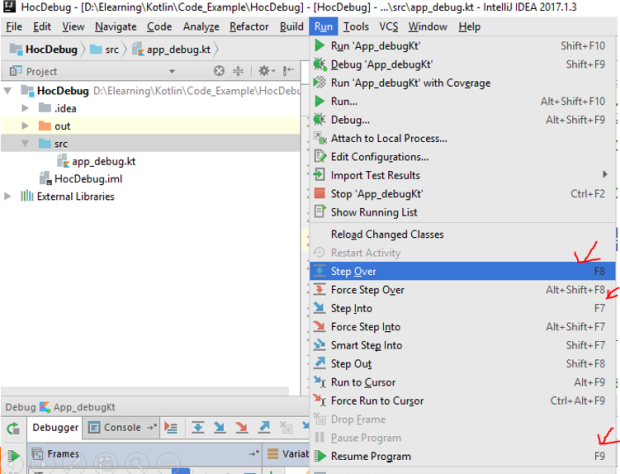 HocDebug - [D:\Elearning\Kotlin\Code_Example\HocDebug] - [HocDebug] - ...\src\app_debug.kt - IntelliJ IDEA 2017.1.3
File Edit View Navigate Code Analyze Refactor Build Run Tools VCS Window Help
HocDebug src app_debug.kt
Project
HocDebug D:\Elearning\Kotlin\Code_Example\HocDebug
.idea
out
src
app_debug.kt
HocDebug.iml
External Libraries
Run 'App_debugKt' Shift+F10
Debug 'App_debugKt' Shift+F9
Run 'App_debugKt' with Coverage
Run... Alt+Shift+F10
Debug... Alt+Shift+F9
Attach to Local Process...
Edit Configurations...
Import Test Results
Stop 'App_debugKt' Ctrl+F2
Show Running List
Reload Changed Classes
Restart Activity
Step Over F8
Force Step Over Alt+Shift+F8
Step Into F7
Force Step Into Alt+Shift+F7
Smart Step Into Shift+F7
Step Out Shift+F8
Run to Cursor Alt+F9
Force Run to Cursor Ctrl+Alt+F9
Drop Frame
Pause Program
Resume Program F9
Debug App_debugKt
Debugger Console
Frames Variab